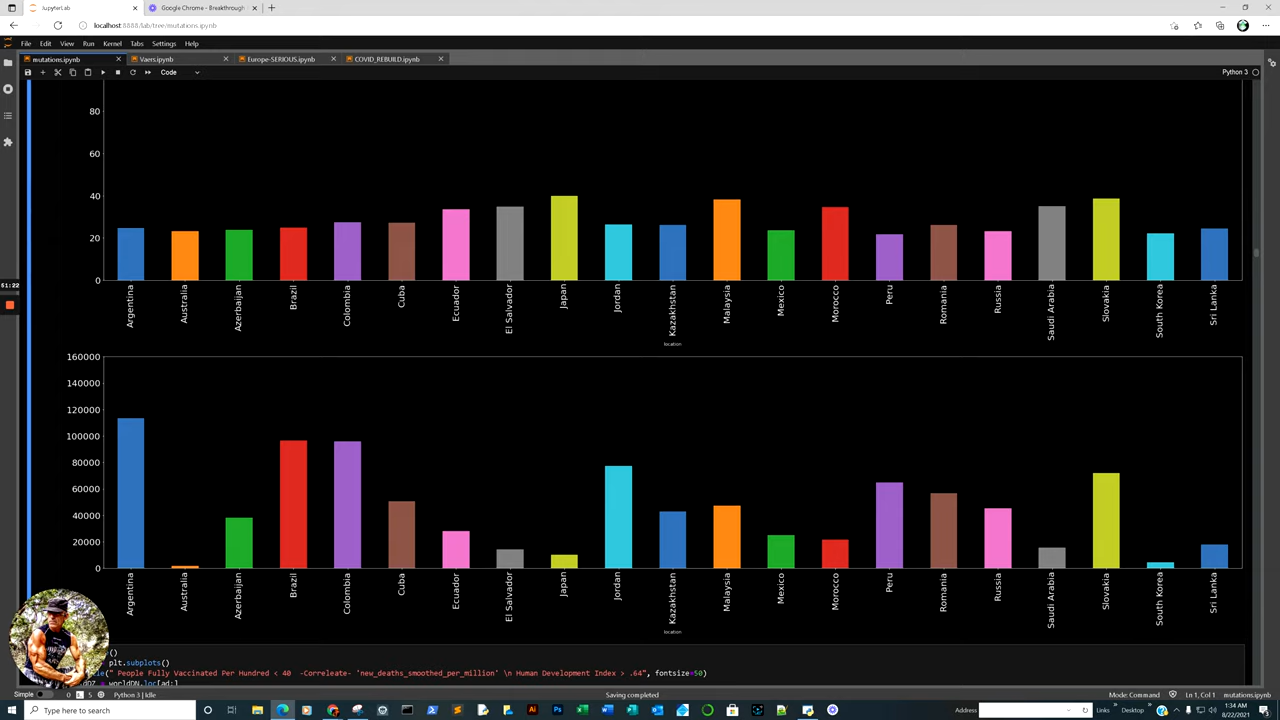 JupyterLab
Google Chrome - Breakthrough
localhost:8888/lab/tree/mutations.ipynb
File Edit View Run Kernel Tabs Settings Help
mutations.ipynb
Vaers.ipynb
Europe-SERIOUS.ipynb
COVID_REBUILD.ipynb
Code
Python 3
80
60
40
20
0
Argentina
Australia
Azerbaijan
Brazil
Colombia
Cuba
Ecuador
El Salvador
Japan
Jordan
Kazakhstan
Malaysia
Mexico
Morocco
Peru
Romania
Russia
Saudi Arabia
Slovakia
South Korea
Sri Lanka
location
51:22
160000
140000
120000
100000
80000
60000
40000
20000
0
Argentina
Australia
Azerbaijan
Brazil
Colombia
Cuba
Ecuador
El Salvador
Japan
Jordan
Kazakhstan
Malaysia
Mexico
Morocco
Peru
Romania
Russia
Saudi Arabia
Slovakia
South Korea
Sri Lanka
location
()
plt.subplots()
(" People Fully Vaccinated Per Hundred < 40 -Correleate- 'new_deaths_smoothed_per_million' \n Human Development Index > .64", fontsize=50)
worldDN.loc[ad:]
Simple 0 5 Python 3 | Idle Saving completed Mode: Command Ln 1, Col 1 mutations.ipynb
Type here to search
Address
Links
Desktop
1:34 AM
8/22/2021